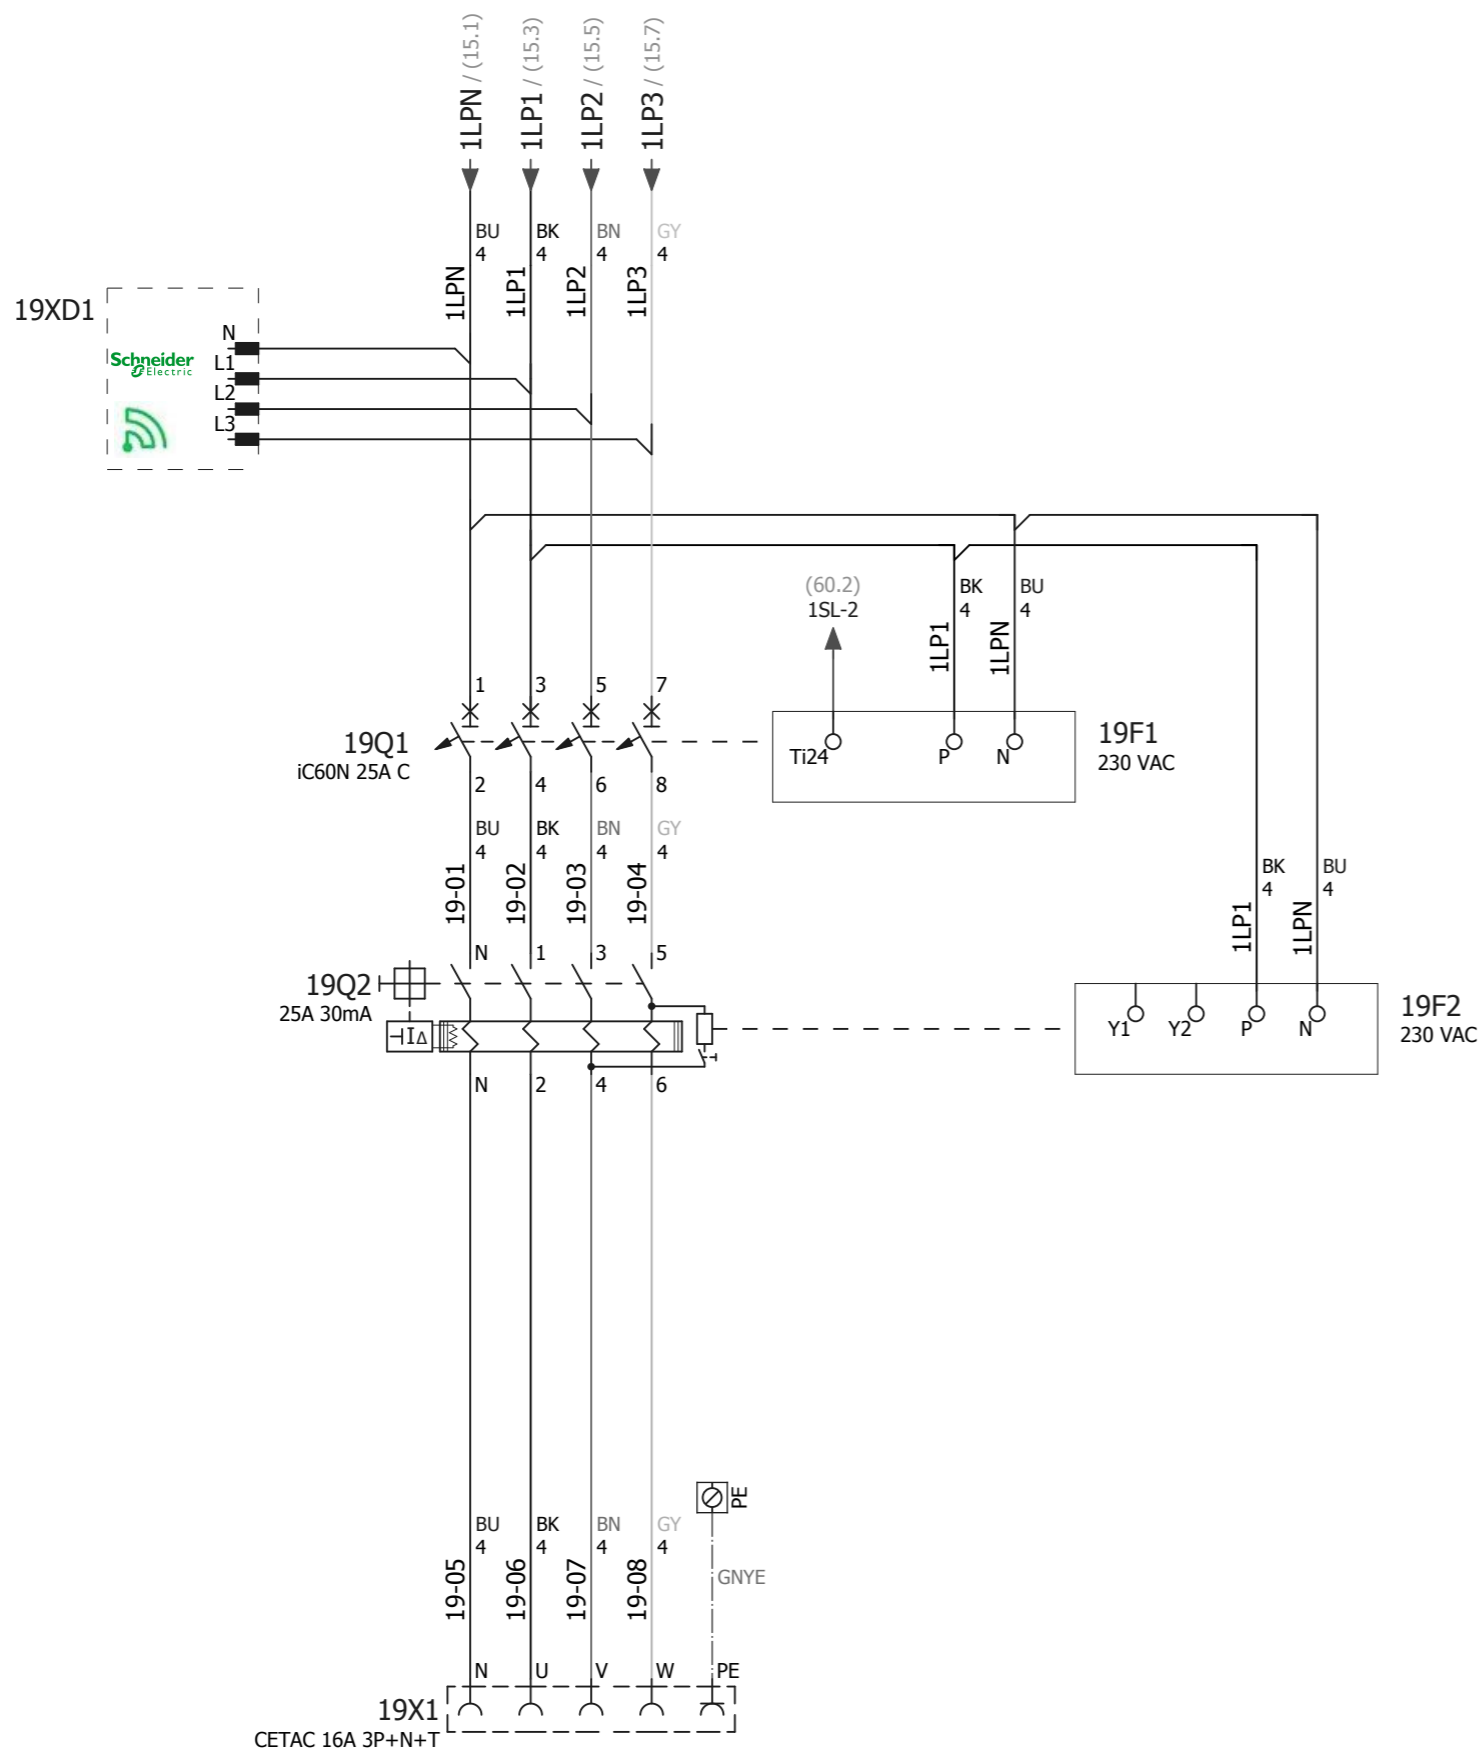 1LPN / (15.1)
1LP1 / (15.3)
1LP2 / (15.5)
1LP3 / (15.7)
BU
4
BK
4
BN
4
GY
4
1LPN
1LP1
1LP2
1LP3
19XD1
Schneider
Electric
N
L1
L2
L3
(60.2)
1SL-2
BK
4
BU
4
1LP1
1LPN
1
3
5
7
19Q1
iC60N 25A C
2
4
6
8
Ti24
P
N
19F1
230 VAC
BU
4
BK
4
BN
4
GY
4
19-01
19-02
19-03
19-04
BK
4
BU
4
1LP1
1LPN
N
1
3
5
19Q2
25A 30mA
IΔ
N
2
4
6
Y1
Y2
P
N
19F2
230 VAC
PE
BU
4
BK
4
BN
4
GY
4
GNYE
19-05
19-06
19-07
19-08
N
U
V
W
PE
19X1
CETAC 16A 3P+N+T